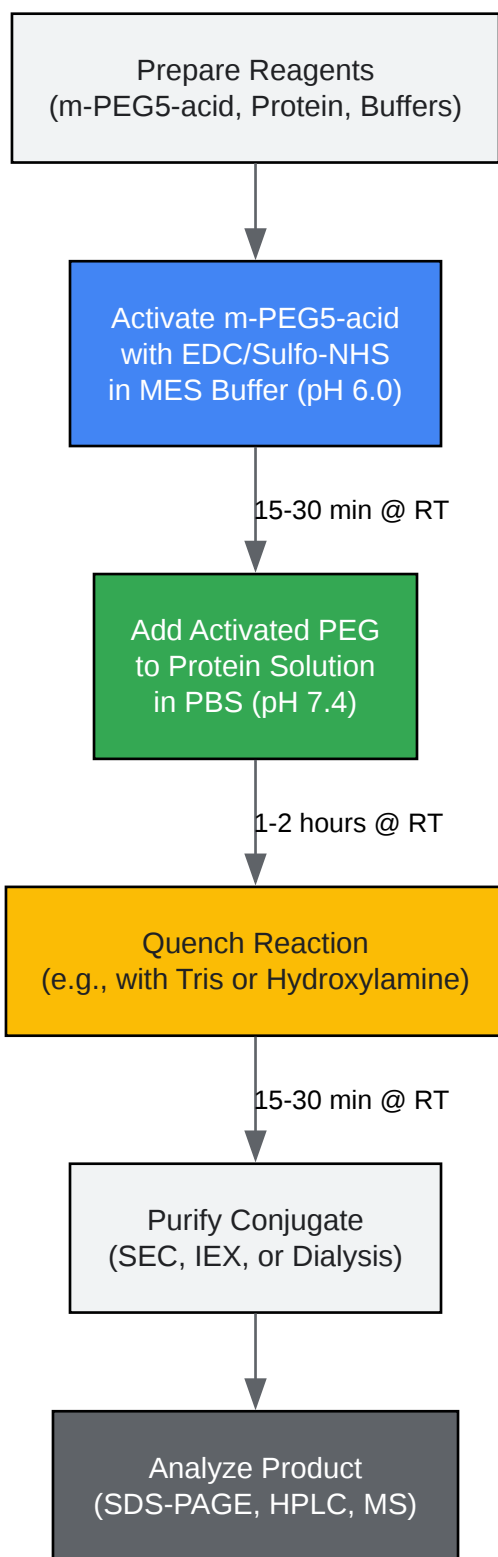 Prepare Reagents
(m-PEG5-acid, Protein, Buffers)
Activate m-PEG5-acid
with EDC/Sulfo-NHS
in MES Buffer (pH 6.0)
15-30 min @ RT
Add Activated PEG
to Protein Solution
in PBS (pH 7.4)
1-2 hours @ RT
Quench Reaction
(e.g., with Tris or Hydroxylamine)
15-30 min @ RT
Purify Conjugate
(SEC, IEX, or Dialysis)
Analyze Product
(SDS-PAGE, HPLC, MS)